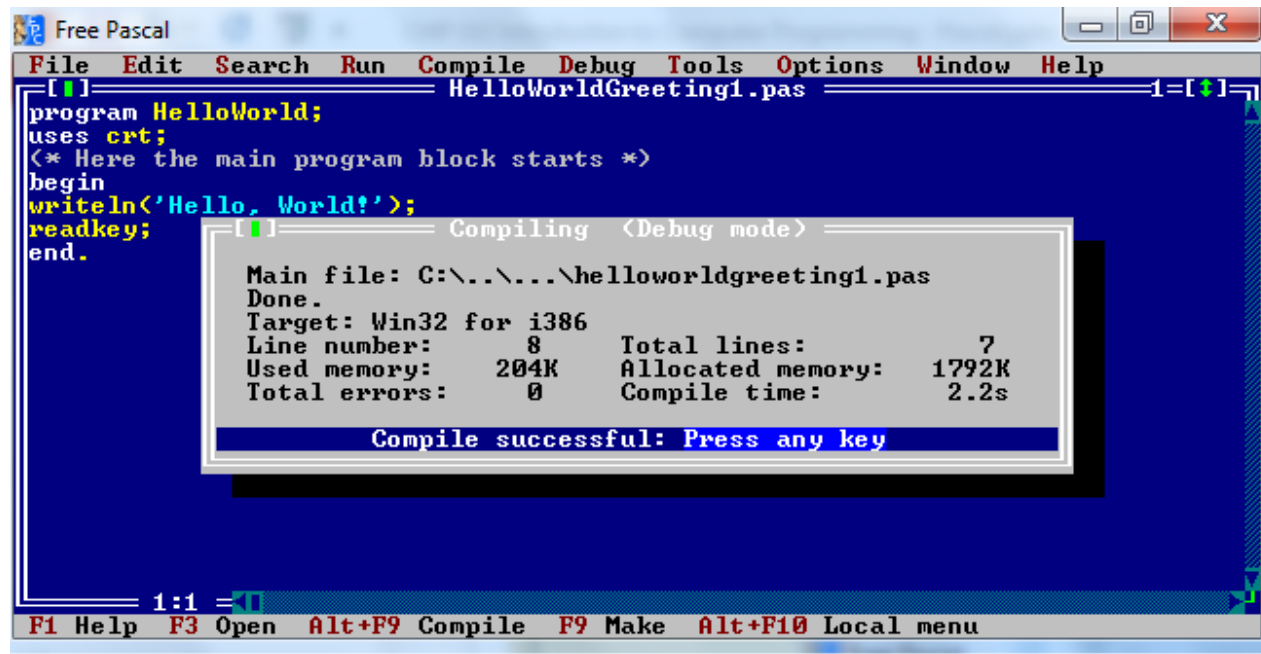 Free Pascal
File Edit Search Run Compile Debug Tools Options Window Help
HelloWorldGreeting1.pas 1=[↕]
program HelloWorld;
uses crt;
(* Here the main program block starts *)
begin
writeln('Hello, World!');
readkey;
end.
Compiling (Debug mode)
Main file: C:\..\...\helloworldgreeting1.pas
Done.
Target: Win32 for i386
Line number: 8 Total lines: 7
Used memory: 204K Allocated memory: 1792K
Total errors: 0 Compile time: 2.2s
Compile successful: Press any key
1:1
F1 Help F3 Open Alt+F9 Compile F9 Make Alt+F10 Local menu